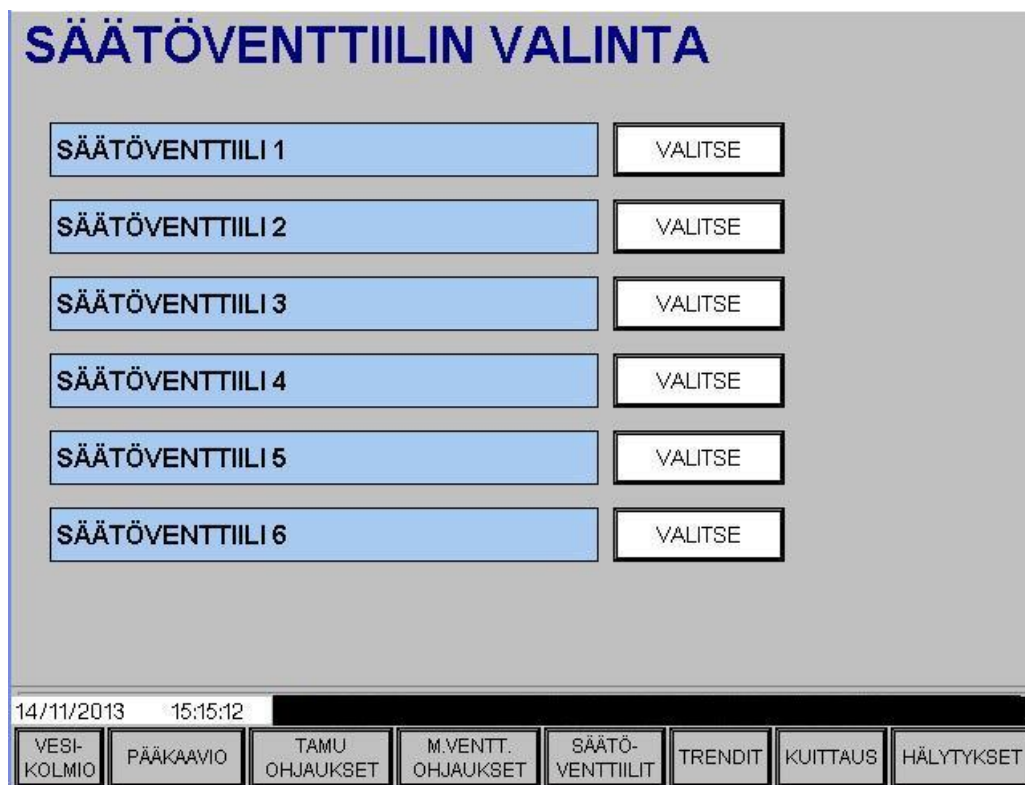 SÄÄTÖVENTTIILIN VALINTA
SÄÄTÖVENTTIILI 1 VALITSE
SÄÄTÖVENTTIILI 2 VALITSE
SÄÄTÖVENTTIILI 3 VALITSE
SÄÄTÖVENTTIILI 4 VALITSE
SÄÄTÖVENTTIILI 5 VALITSE
SÄÄTÖVENTTIILI 6 VALITSE
14/11/2013 15:15:12
VESI-
KOLMIO
PÄÄKAAVIO
TAMU
OHJAUKSET
M.VENTT.
OHJAUKSET
SÄÄTÖ-
VENTTIILIT
TRENDIT
KUITTAUS
HÄLYTYKSET